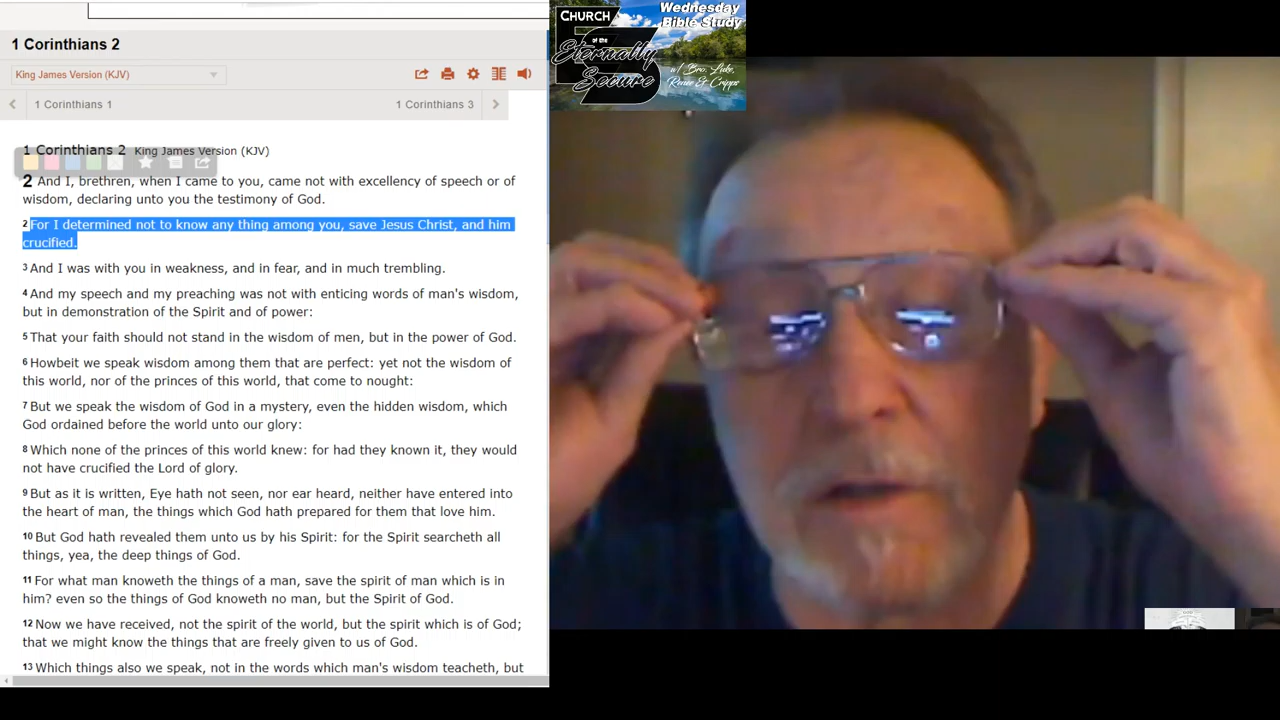 1 Corinthians 2
King James Version (KJV)
1 Corinthians 1
1 Corinthians 3
1 Corinthians 2 King James Version (KJV)
2 And I, brethren, when I came to you, came not with excellency of speech or of
wisdom, declaring unto you the testimony of God.
2 For I determined not to know any thing among you, save Jesus Christ, and him
crucified.
3 And I was with you in weakness, and in fear, and in much trembling.
4 And my speech and my preaching was not with enticing words of man's wisdom,
but in demonstration of the Spirit and of power:
5 That your faith should not stand in the wisdom of men, but in the power of God.
6 Howbeit we speak wisdom among them that are perfect: yet not the wisdom of
this world, nor of the princes of this world, that come to nought:
7 But we speak the wisdom of God in a mystery, even the hidden wisdom, which
God ordained before the world unto our glory:
8 Which none of the princes of this world knew: for had they known it, they would
not have crucified the Lord of glory.
9 But as it is written, Eye hath not seen, nor ear heard, neither have entered into
the heart of man, the things which God hath prepared for them that love him.
10 But God hath revealed them unto us by his Spirit: for the Spirit searcheth all
things, yea, the deep things of God.
11 For what man knoweth the things of a man, save the spirit of man which is in
him? even so the things of God knoweth no man, but the Spirit of God.
12 Now we have received, not the spirit of the world, but the spirit which is of God;
that we might know the things that are freely given to us of God.
13 Which things also we speak, not in the words which man's wisdom teacheth, but
CHURCH
of the
Eternally
Secure
Wednesday
Bible Study
w/ Bro. Luke,
Renee & Cripps